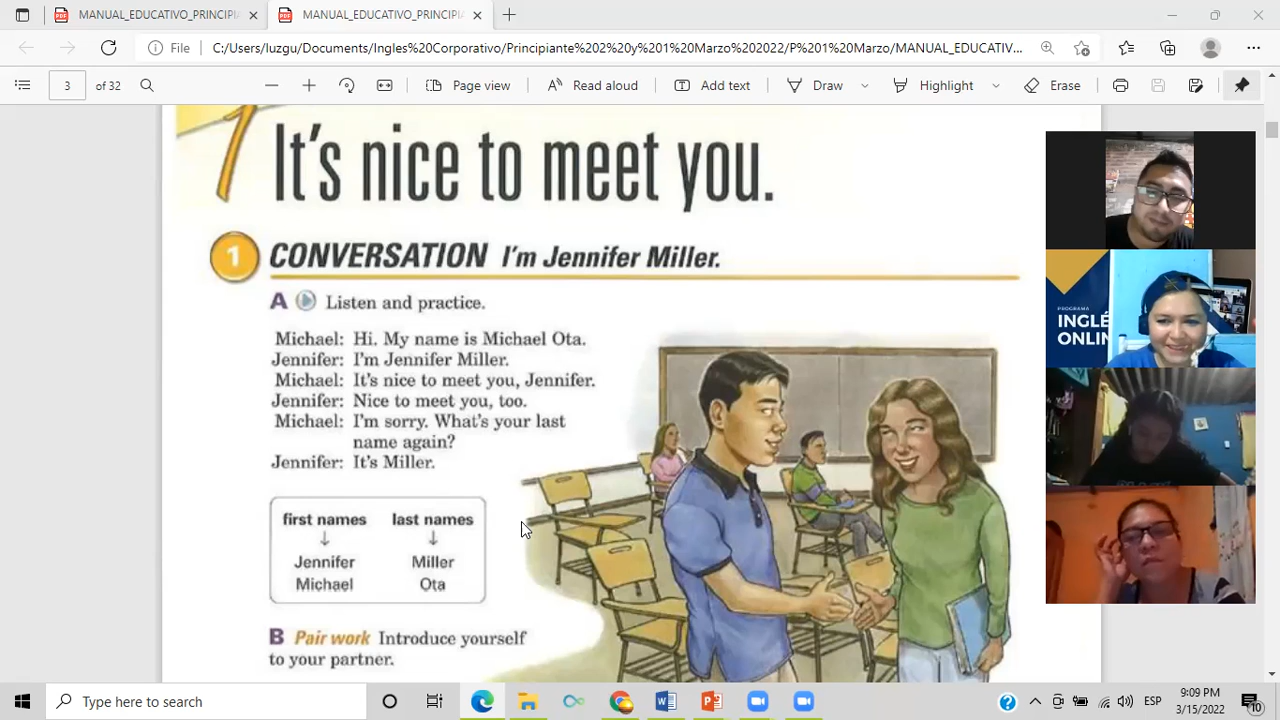 MANUAL_EDUCATIVO_PRINCIPIA
MANUAL_EDUCATIVO_PRINCIPIA
File C:/Users/luzgu/Documents/Ingles%20Corporativo/Principiante%202%20y%201%20Marzo%202022/P%201%20Marzo/MANUAL_EDUCATIV...
3 of 32 Page view Read aloud Add text Draw Highlight Erase
It's nice to meet you.
1 CONVERSATION I'm Jennifer Miller.
A Listen and practice.
Michael: Hi. My name is Michael Ota.
Jennifer: I'm Jennifer Miller.
Michael: It's nice to meet you, Jennifer.
Jennifer: Nice to meet you, too.
Michael: I'm sorry. What's your last
name again?
Jennifer: It's Miller.
first names last names
↓ ↓
Jennifer Miller
Michael Ota
B Pair work Introduce yourself
to your partner.
PROGRAMA
INGLÉ
ONLIN
Type here to search
ESP
9:09 PM
3/15/2022
10